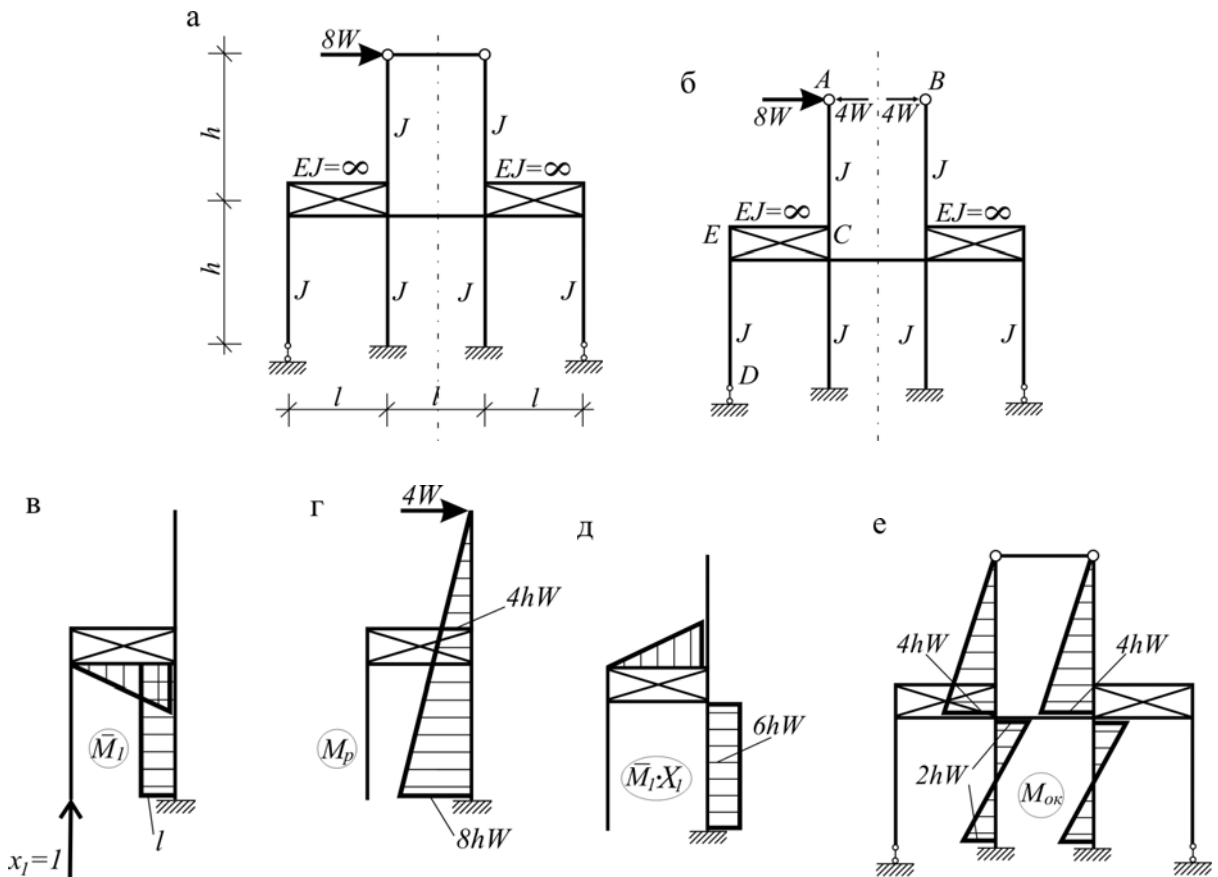 а
8W
J
J
h
EJ=∞
EJ=∞
h
J
J
J
J
l
l
l
б
A
B
8W
4W
4W
J
J
EJ=∞
EJ=∞
E
C
J
J
J
J
D
в
M̄₁
x₁=1
l
г
4W
4hW
Mₚ
8hW
д
6hW
M̄₁·X₁
е
4hW
4hW
2hW
Mок